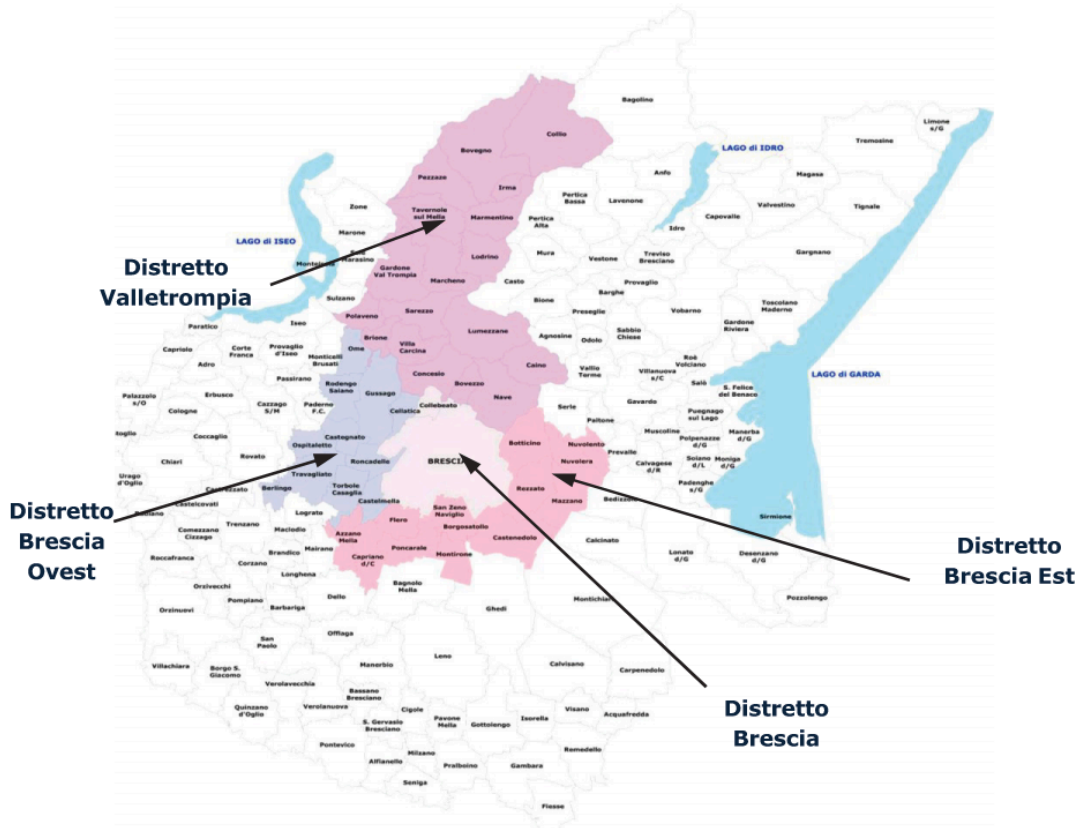 Bagolino
Limone
s/G
Collio
Tremosine
LAGO di IDRO
Bovegno
Anfo
Magasa
Pezzaze
Irma
Pertica
Bassa
Lavenone
Valvestino
Tignale
Zone
Tavernole
sul Mella
Marmentino
Pertica
Alta
Capovalle
Idro
Marone
LAGO di ISEO
Sale
Marasino
Lodrino
Mura
Vestone
Treviso
Bresciano
Gargnano
Distretto
Valletrompia
Gardone
Val Trompia
Marcheno
Casto
Provaglio
Barghe
Sulzano
Bione
Toscolano
Maderno
Polaveno
Sarezzo
Preseglie
Vobarno
Paratico
Iseo
Lumezzane
Agnosine
Odolo
Sabbio
Chiese
Gardone
Riviera
Capriolo
Corte
Franca
Provaglio
d'Iseo
Ome
Brione
Villa
Carcina
Adro
Monticelli
Brusati
Caino
Vallio
Terme
Roè
Volciano
Concesio
Villanuova
s/C
Salò
LAGO di GARDA
Passirano
Rodengo
Saiano
Gussago
Bovezzo
Nave
S. Felice
del Benaco
Palazzolo
s/O
Erbusco
Cologne
Cazzago
S/M
Paderno
F.C.
Cellatica
Collebeato
Serle
Paitone
Gavardo
Puegnago
sul Lago
Coccaglio
Castegnato
Ospitaletto
Botticino
Nuvolento
Muscoline
Polpenazze
d/G
Manerba
d/G
Chiari
Rovato
Roncadelle
BRESCIA
Nuvolera
Prevalle
Calvagese
d/R
Soiano
d/L
Moniga
d/G
Urago
d'Oglio
Travagliato
Berlingo
Torbole
Casaglia
Rezzato
Padenghe
s/G
Castelcovati
Castelmella
Mazzano
Bedizzole
Distretto
Brescia
Ovest
Lograto
San Zeno
Naviglio
Sirmione
Trenzano
Maclodio
Flero
Borgosatollo
Comezzano
Cizzago
Azzano
Mella
Castenedolo
Calcinato
Roccafranca
Brandico
Mairano
Poncarale
Montirone
Lonato
d/G
Desenzano
d/G
Distretto
Brescia Est
Corzano
Capriano
d/C
Longhena
Bagnolo
Mella
Orzivecchi
Dello
Pompiano
Barbariga
Orzinuovi
Ghedi
Montichiari
Pozzolengo
San
Paolo
Offlaga
Villachiara
Borgo S.
Giacomo
Manerbio
Leno
Calvisano
Carpenedolo
Verolavecchia
Bassano
Bresciano
Quinzano
d'Oglio
Verolanuova
Cigole
S. Gervasio
Bresciano
Pavone
Mella
Gottolengo
Isorella
Visano
Acquafredda
Distretto
Brescia
Pontevico
Milzano
Alfianello
Pralboino
Gambara
Remedello
Seniga
Fiesse